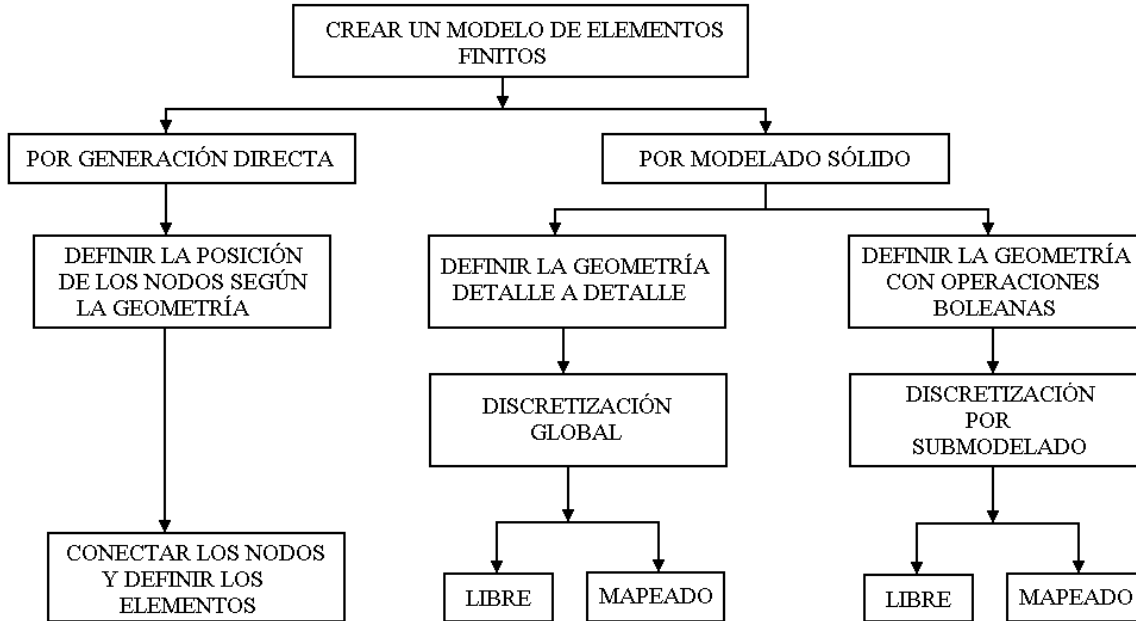 CREAR UN MODELO DE ELEMENTOS
FINITOS
POR GENERACIÓN DIRECTA
POR MODELADO SÓLIDO
DEFINIR LA POSICIÓN
DE LOS NODOS SEGÚN
LA GEOMETRÍA
DEFINIR LA GEOMETRÍA
DETALLE A DETALLE
DEFINIR LA GEOMETRÍA
CON OPERACIONES
BOLEANAS
DISCRETIZACIÓN
GLOBAL
DISCRETIZACIÓN
POR
SUBMODELADO
CONECTAR LOS NODOS
Y DEFINIR LOS
ELEMENTOS
LIBRE
MAPEADO
LIBRE
MAPEADO